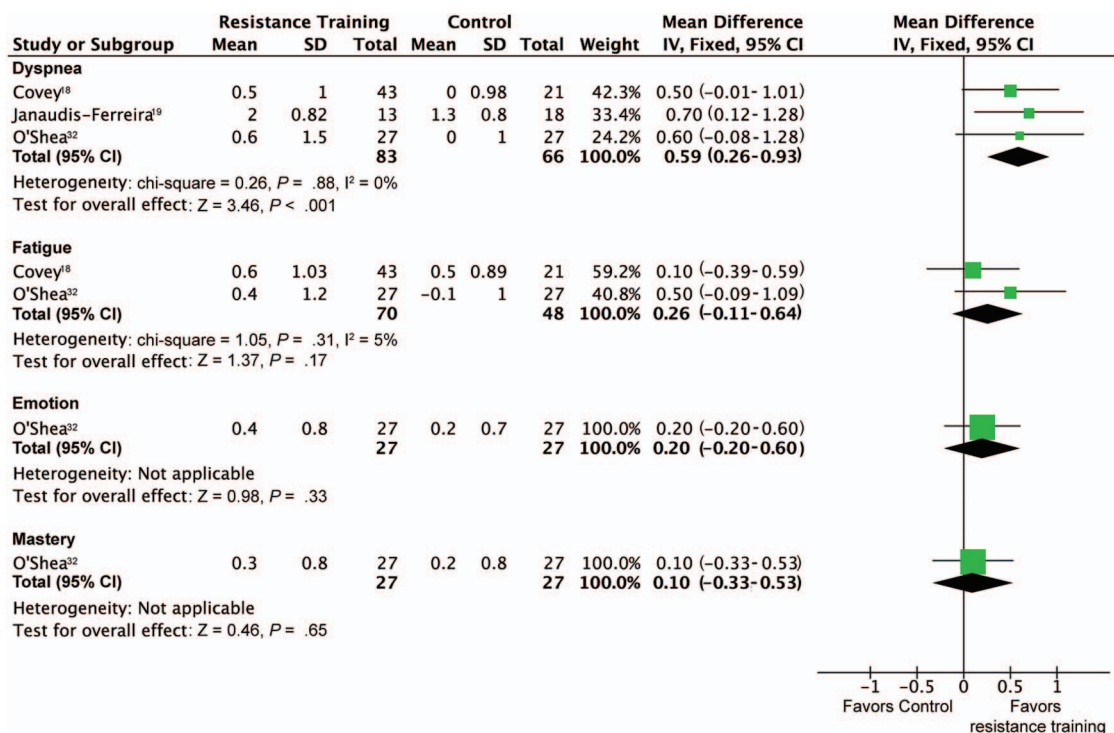 Resistance Training Control Mean Difference Mean Difference
Study or Subgroup Mean SD Total Mean SD Total Weight IV, Fixed, 95% CI IV, Fixed, 95% CI
Dyspnea
Covey¹⁸ 0.5 1 43 0 0.98 21 42.3% 0.50 (−0.01-1.01)
Janaudis-Ferreira¹⁹ 2 0.82 13 1.3 0.8 18 33.4% 0.70 (0.12-1.28)
O'Shea³² 0.6 1.5 27 0 1 27 24.2% 0.60 (-0.08-1.28)
Total (95% CI) 83 66 100.0% 0.59 (0.26-0.93)
Heterogeneity: chi-square = 0.26, P = .88, I² = 0%
Test for overall effect: Z = 3.46, P < .001
Fatigue
Covey¹⁸ 0.6 1.03 43 0.5 0.89 21 59.2% 0.10 (−0.39-0.59)
O'Shea³² 0.4 1.2 27 −0.1 1 27 40.8% 0.50 (−0.09-1.09)
Total (95% CI) 70 48 100.0% 0.26 (−0.11-0.64)
Heterogeneity: chi-square = 1.05, P = .31, I² = 5%
Test for overall effect: Z = 1.37, P = .17
Emotion
O'Shea³² 0.4 0.8 27 0.2 0.7 27 100.0% 0.20 (−0.20-0.60)
Total (95% CI) 27 27 100.0% 0.20 (−0.20-0.60)
Heterogeneity: Not applicable
Test for overall effect: Z = 0.98, P = .33
Mastery
O'Shea³² 0.3 0.8 27 0.2 0.8 27 100.0% 0.10 (−0.33-0.53)
Total (95% CI) 27 27 100.0% 0.10 (−0.33-0.53)
Heterogeneity: Not applicable
Test for overall effect: Z = 0.46, P = .65
−1 −0.5 0 0.5 1
Favors Control Favors
resistance training